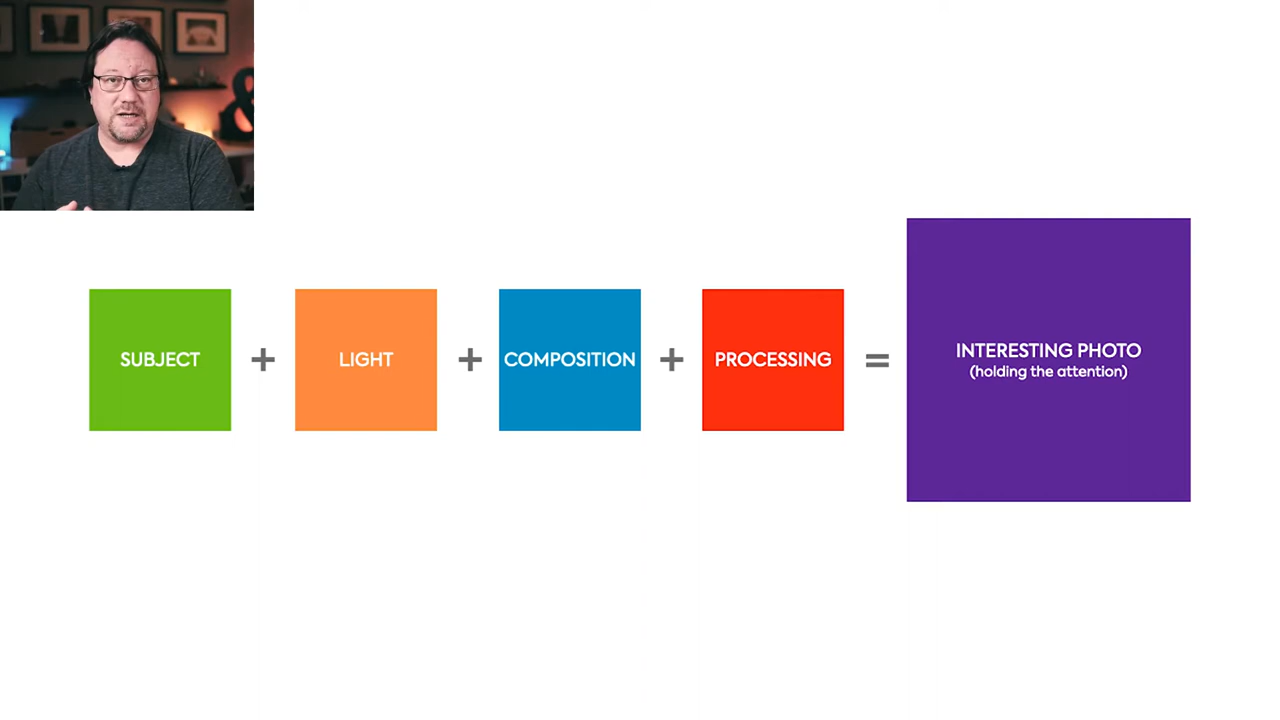 SUBJECT + LIGHT + COMPOSITION + PROCESSING = INTERESTING PHOTO
(holding the attention)